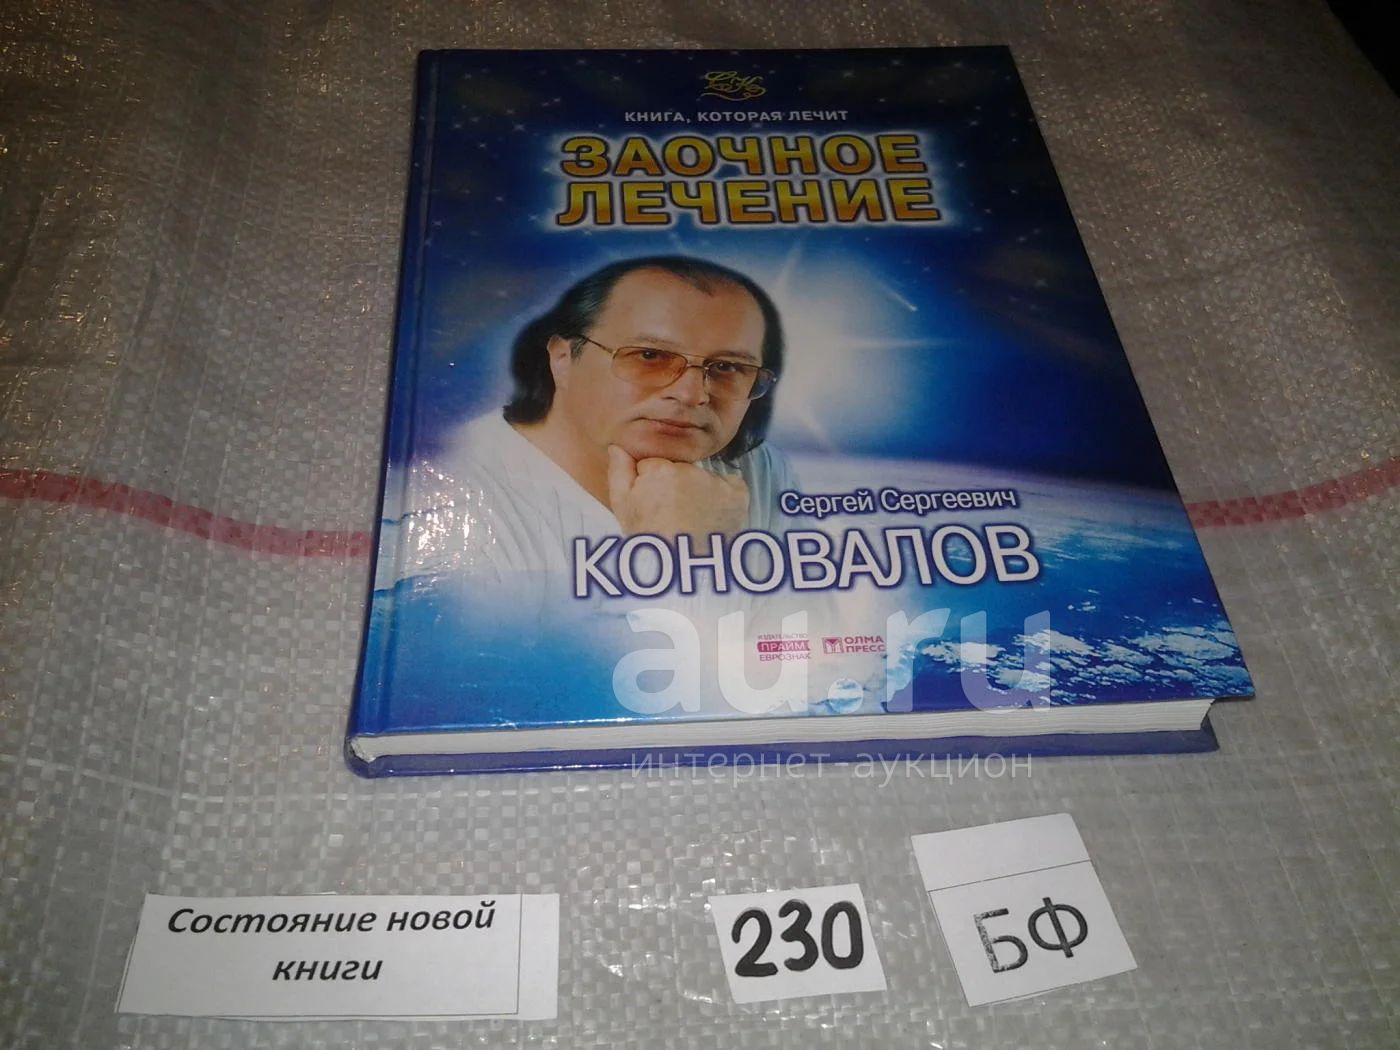 КНИГА, КОТОРАЯ ЛЕЧИТ
ЗАОЧНОЕ
ЛЕЧЕНИЕ
Сергей Сергеевич
КОНОВАЛОВ
ИЗДАТЕЛЬСТВО
ПРАЙМ
ЕВРОЗНАК
ОЛМА
ПРЕСС
au.ru
интернет-аукцион
Состояние новой
книги
230
БФ